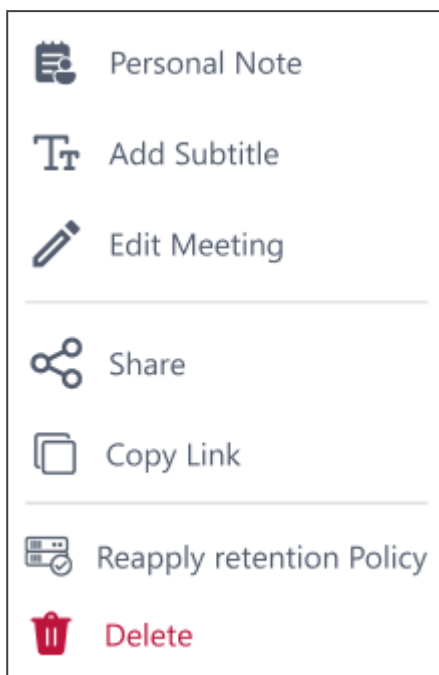 Personal Note
Add Subtitle
Edit Meeting
Share
Copy Link
Reapply retention Policy
Delete